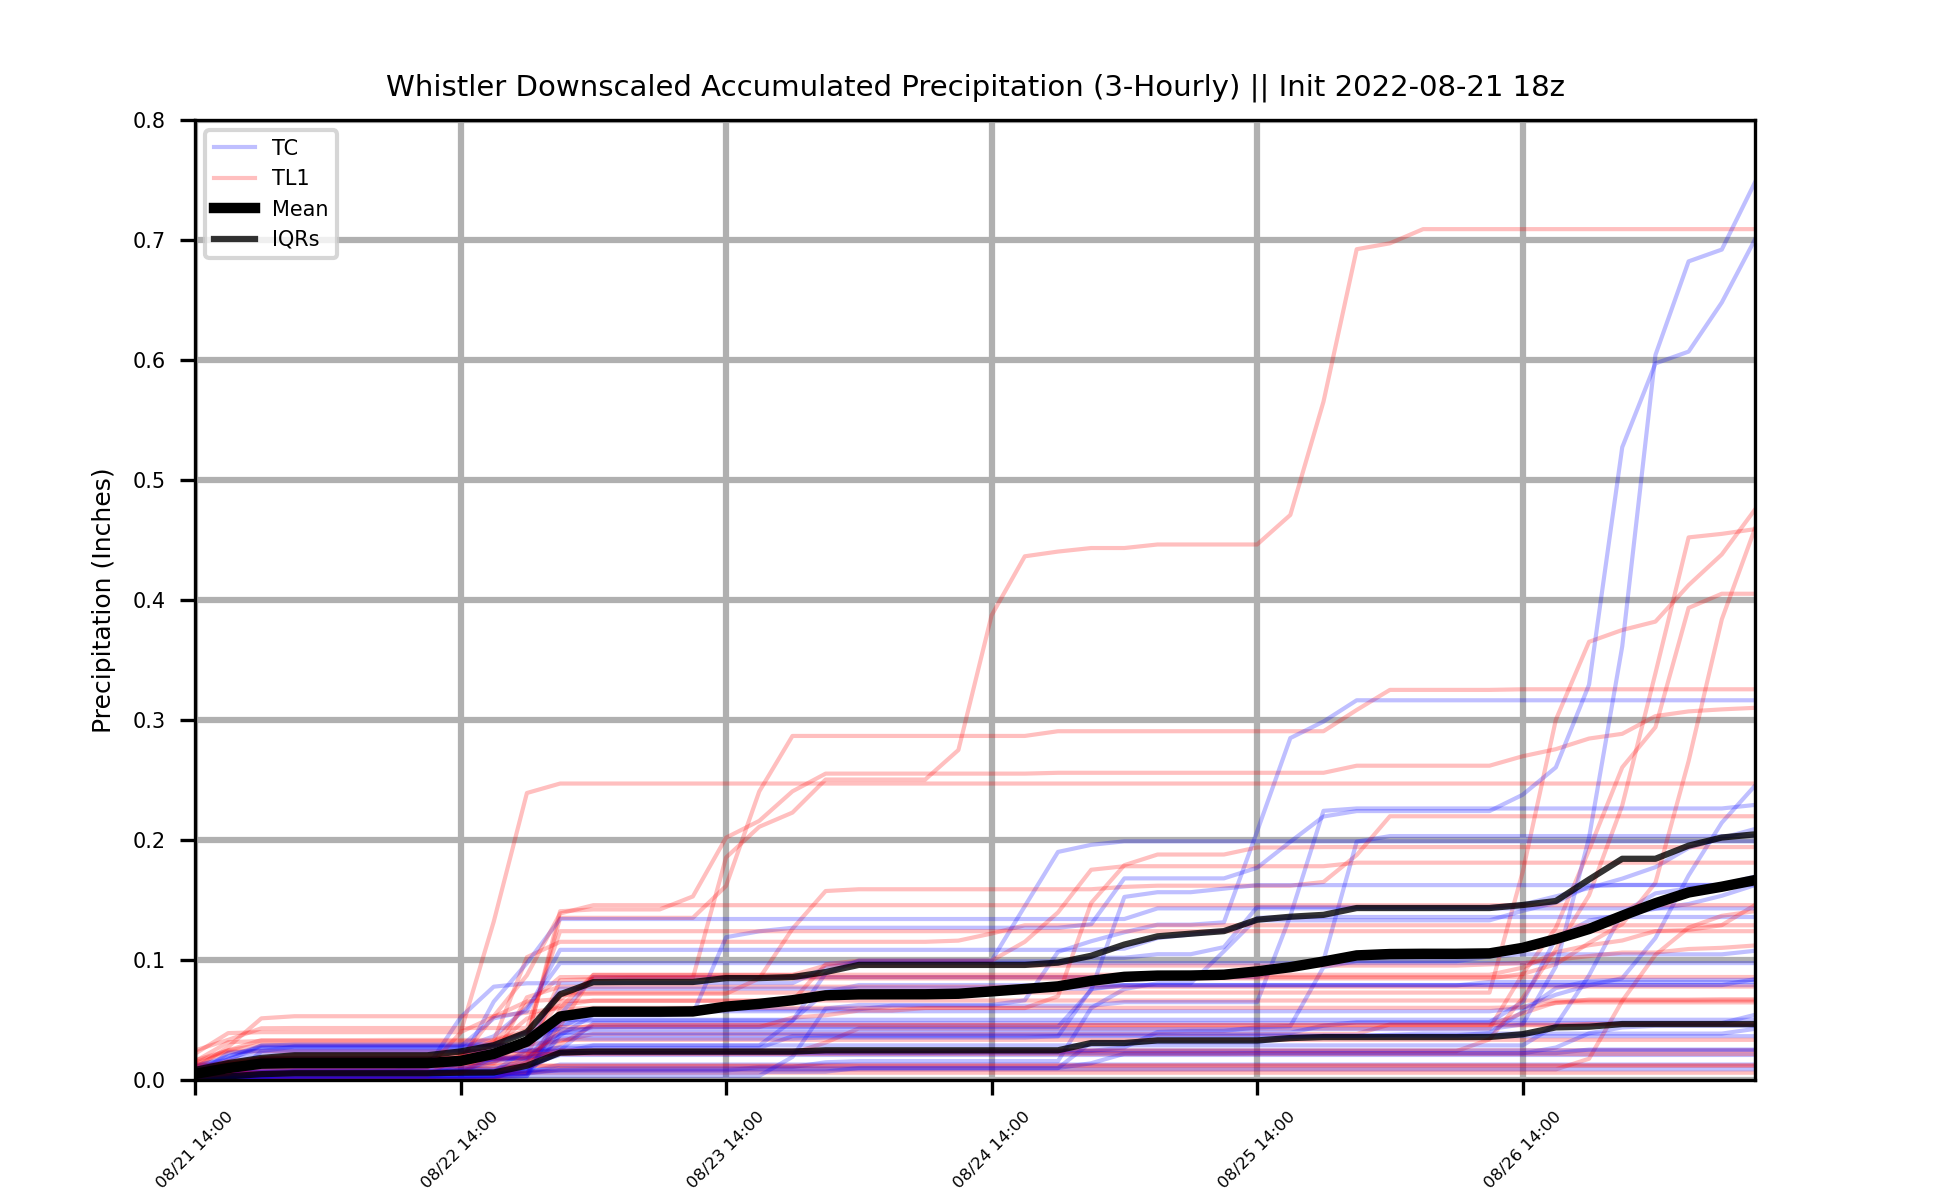 Whistler Downscaled Accumulated Precipitation (3-Hourly) || Init 2022-08-21 18z
TC
TL1
Mean
IQRs
Precipitation (Inches)
0.8
0.7
0.6
0.5
0.4
0.3
0.2
0.1
0.0
08/21 14:00
08/22 14:00
08/23 14:00
08/24 14:00
08/25 14:00
08/26 14:00